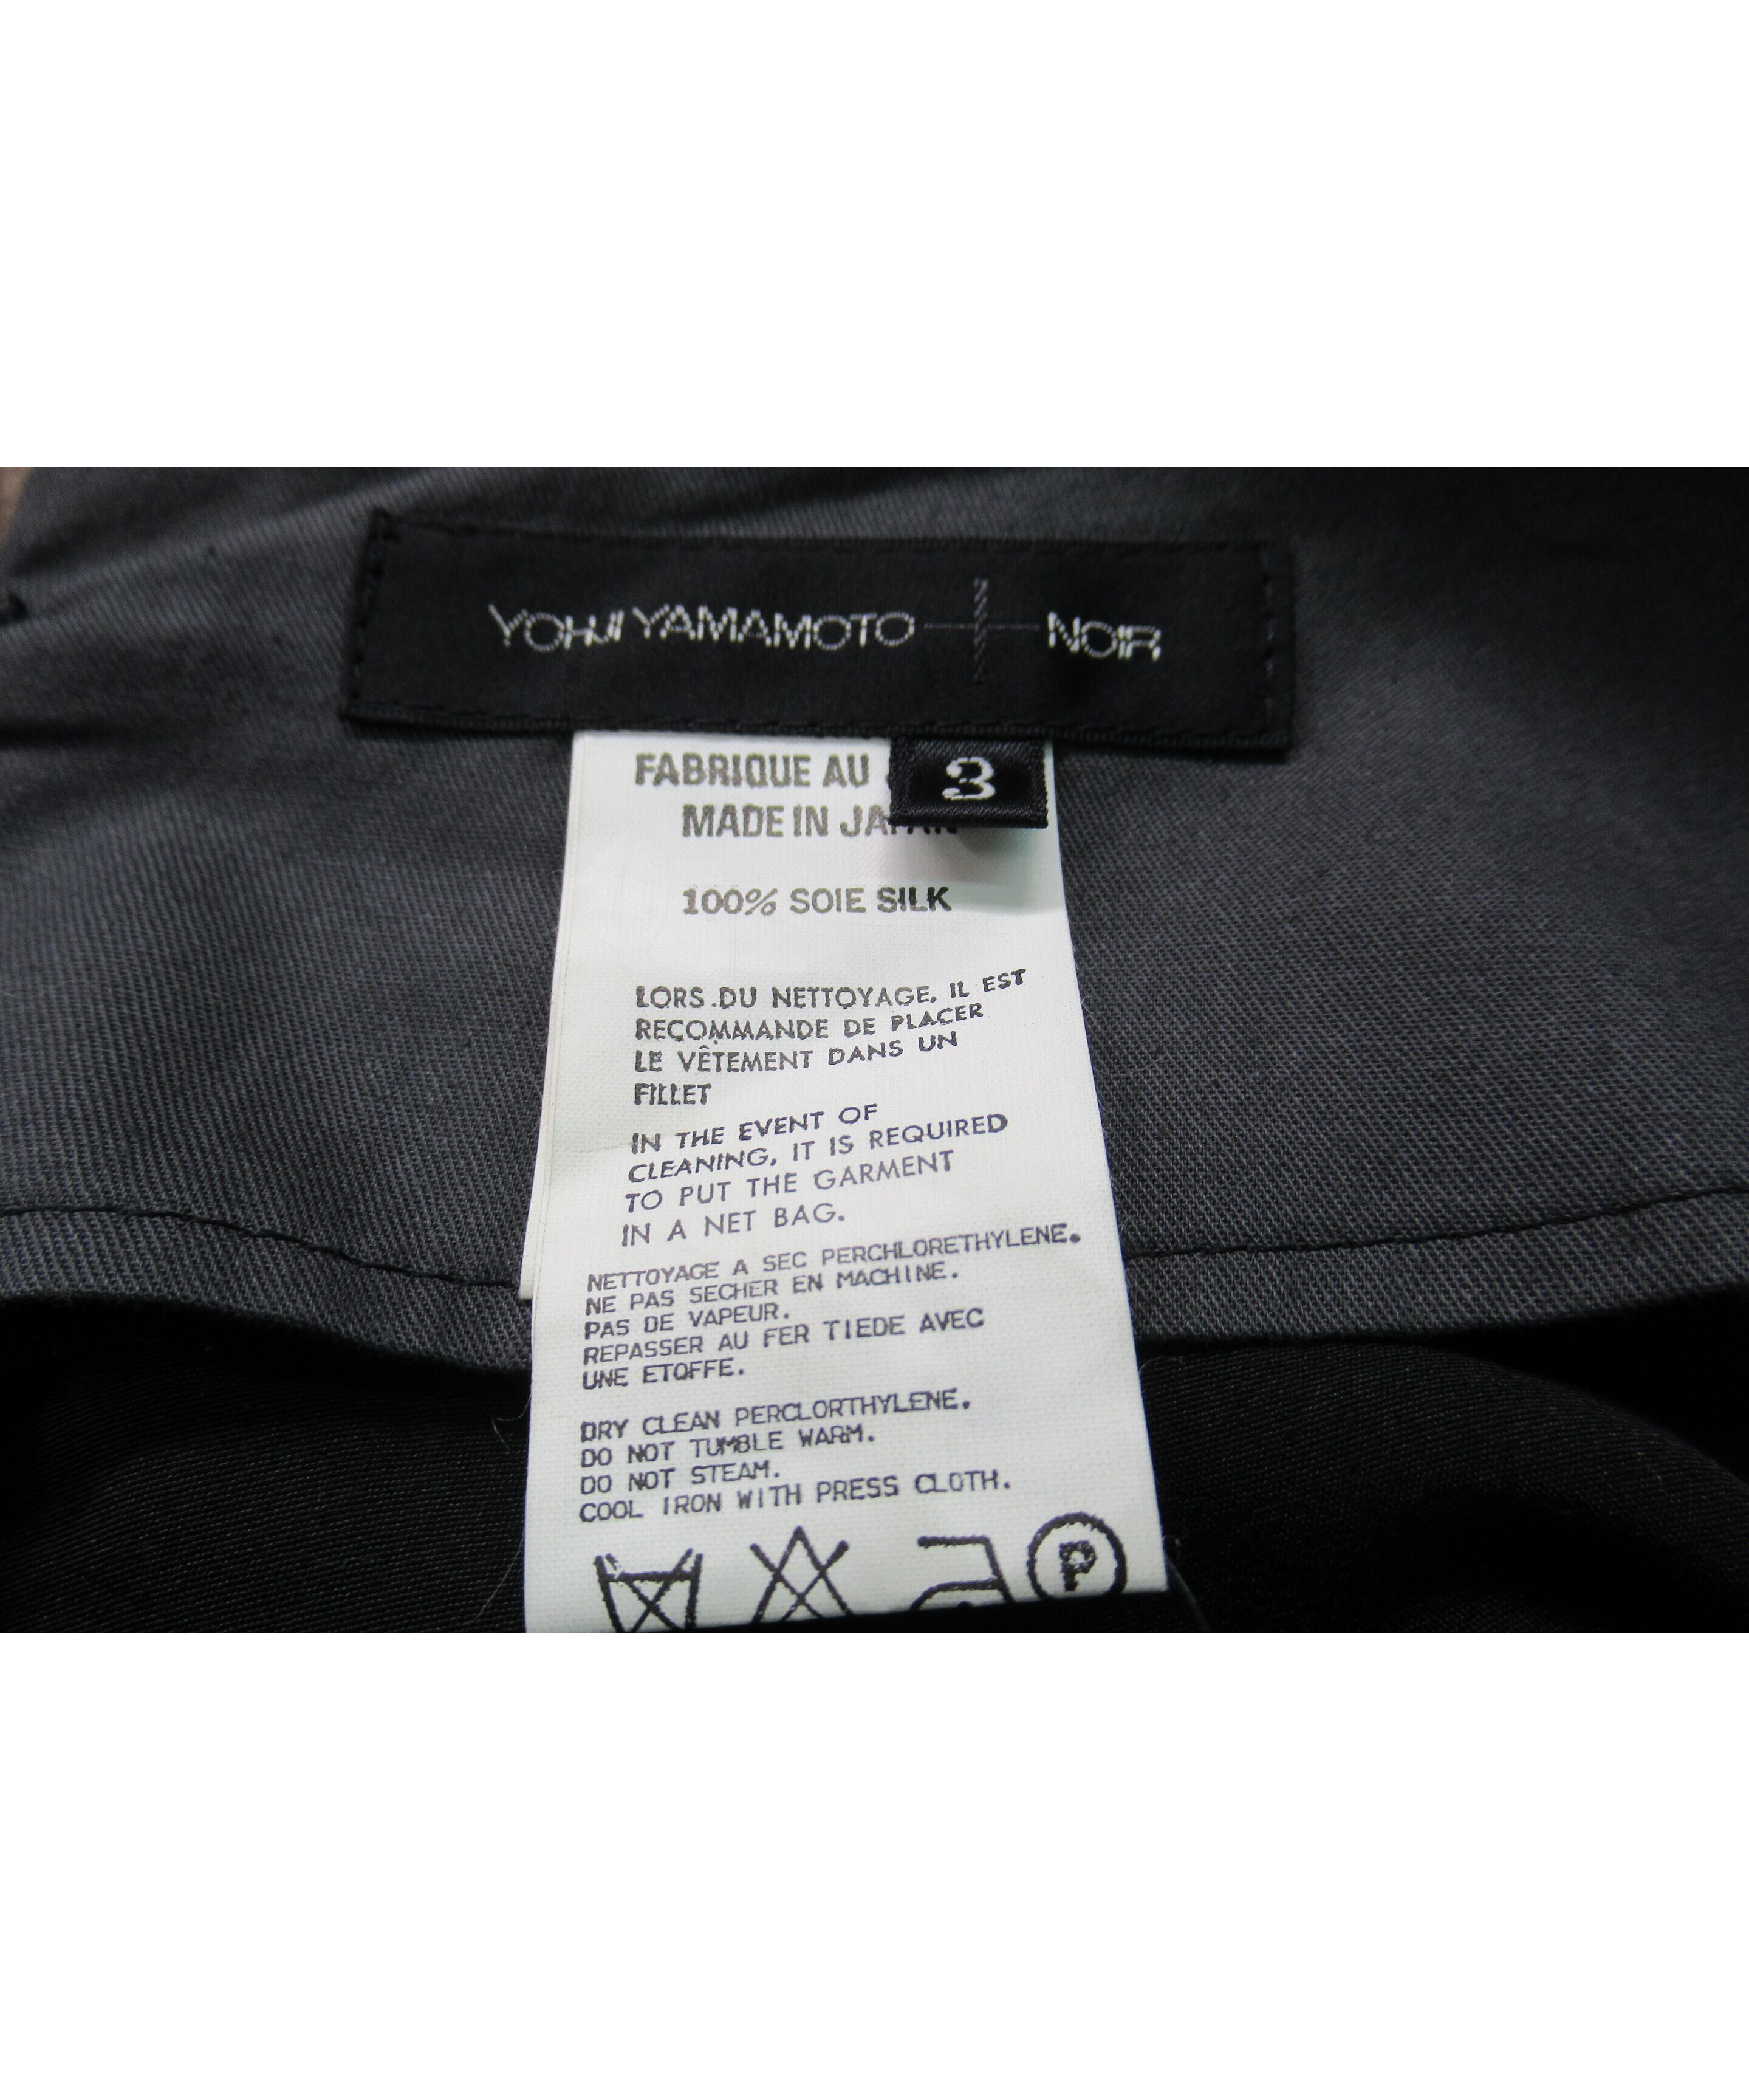 YOHJI YAMAMOTO NOIR
3
FABRIQUE AU
MADE IN JAPAN
100% SOIE SILK
LORS.DU NETTOYAGE, IL EST
RECOMMANDE DE PLACER
LE VÊTEMENT DANS UN
FILLET
IN THE EVENT OF
CLEANING, IT IS REQUIRED
TO PUT THE GARMENT
IN A NET BAG.
NETTOYAGE A SEC PERCHLORETHYLENE.
NE PAS SECHER EN MACHINE.
PAS DE VAPEUR.
REPASSER AU FER TIEDE AVEC
UNE ETOFFE.
DRY CLEAN PERCLORTHYLENE.
DO NOT TUMBLE WARM.
DO NOT STEAM.
COOL IRON WITH PRESS CLOTH.
P